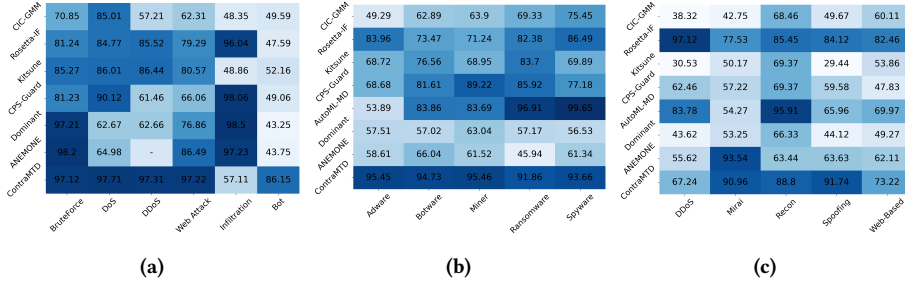 CIC-GMM 70.85 85.01 57.21 62.31 48.35 49.59
Rosetta-IF 81.24 84.77 85.52 79.29 96.04 47.59
Kitsune 85.27 86.01 86.44 80.57 48.86 52.16
CPS-Guard 81.23 90.12 61.46 66.06 98.06 49.06
Dominant 97.21 62.67 62.66 76.86 98.5 43.25
ANEMONE 98.2 64.98 - 86.49 97.23 43.75
ContraMTD 97.12 97.71 97.31 97.22 57.11 86.15
BruteForce DoS DDoS Web Attack Infiltration Bot
(a)
CIC-GMM 49.29 62.89 63.9 69.33 75.45
Rosetta-IF 83.96 73.47 71.24 82.38 86.49
Kitsune 68.72 76.56 68.95 83.7 69.89
CPS-Guard 68.68 81.61 89.22 85.92 77.18
AutoML-MD 53.89 83.86 83.69 96.91 99.65
Dominant 57.51 57.02 63.04 57.17 56.53
ANEMONE 58.61 66.04 61.52 45.94 61.34
ContraMTD 95.45 94.73 95.46 91.86 93.66
Adware Botware Miner Ransomware Spyware
(b)
CIC-GMM 38.32 42.75 68.46 49.67 60.11
Rosetta-IF 97.12 77.53 85.45 84.12 82.46
Kitsune 30.53 50.17 69.37 29.44 53.86
CPS-Guard 62.46 57.22 69.37 59.58 47.83
AutoML-MD 83.78 54.27 95.91 65.96 69.97
Dominant 43.62 53.25 66.33 44.12 49.27
ANEMONE 55.62 93.54 63.44 63.63 62.11
ContraMTD 67.24 90.96 88.8 91.74 73.22
DDoS Mirai Recon Spoofing Web-Based
(c)